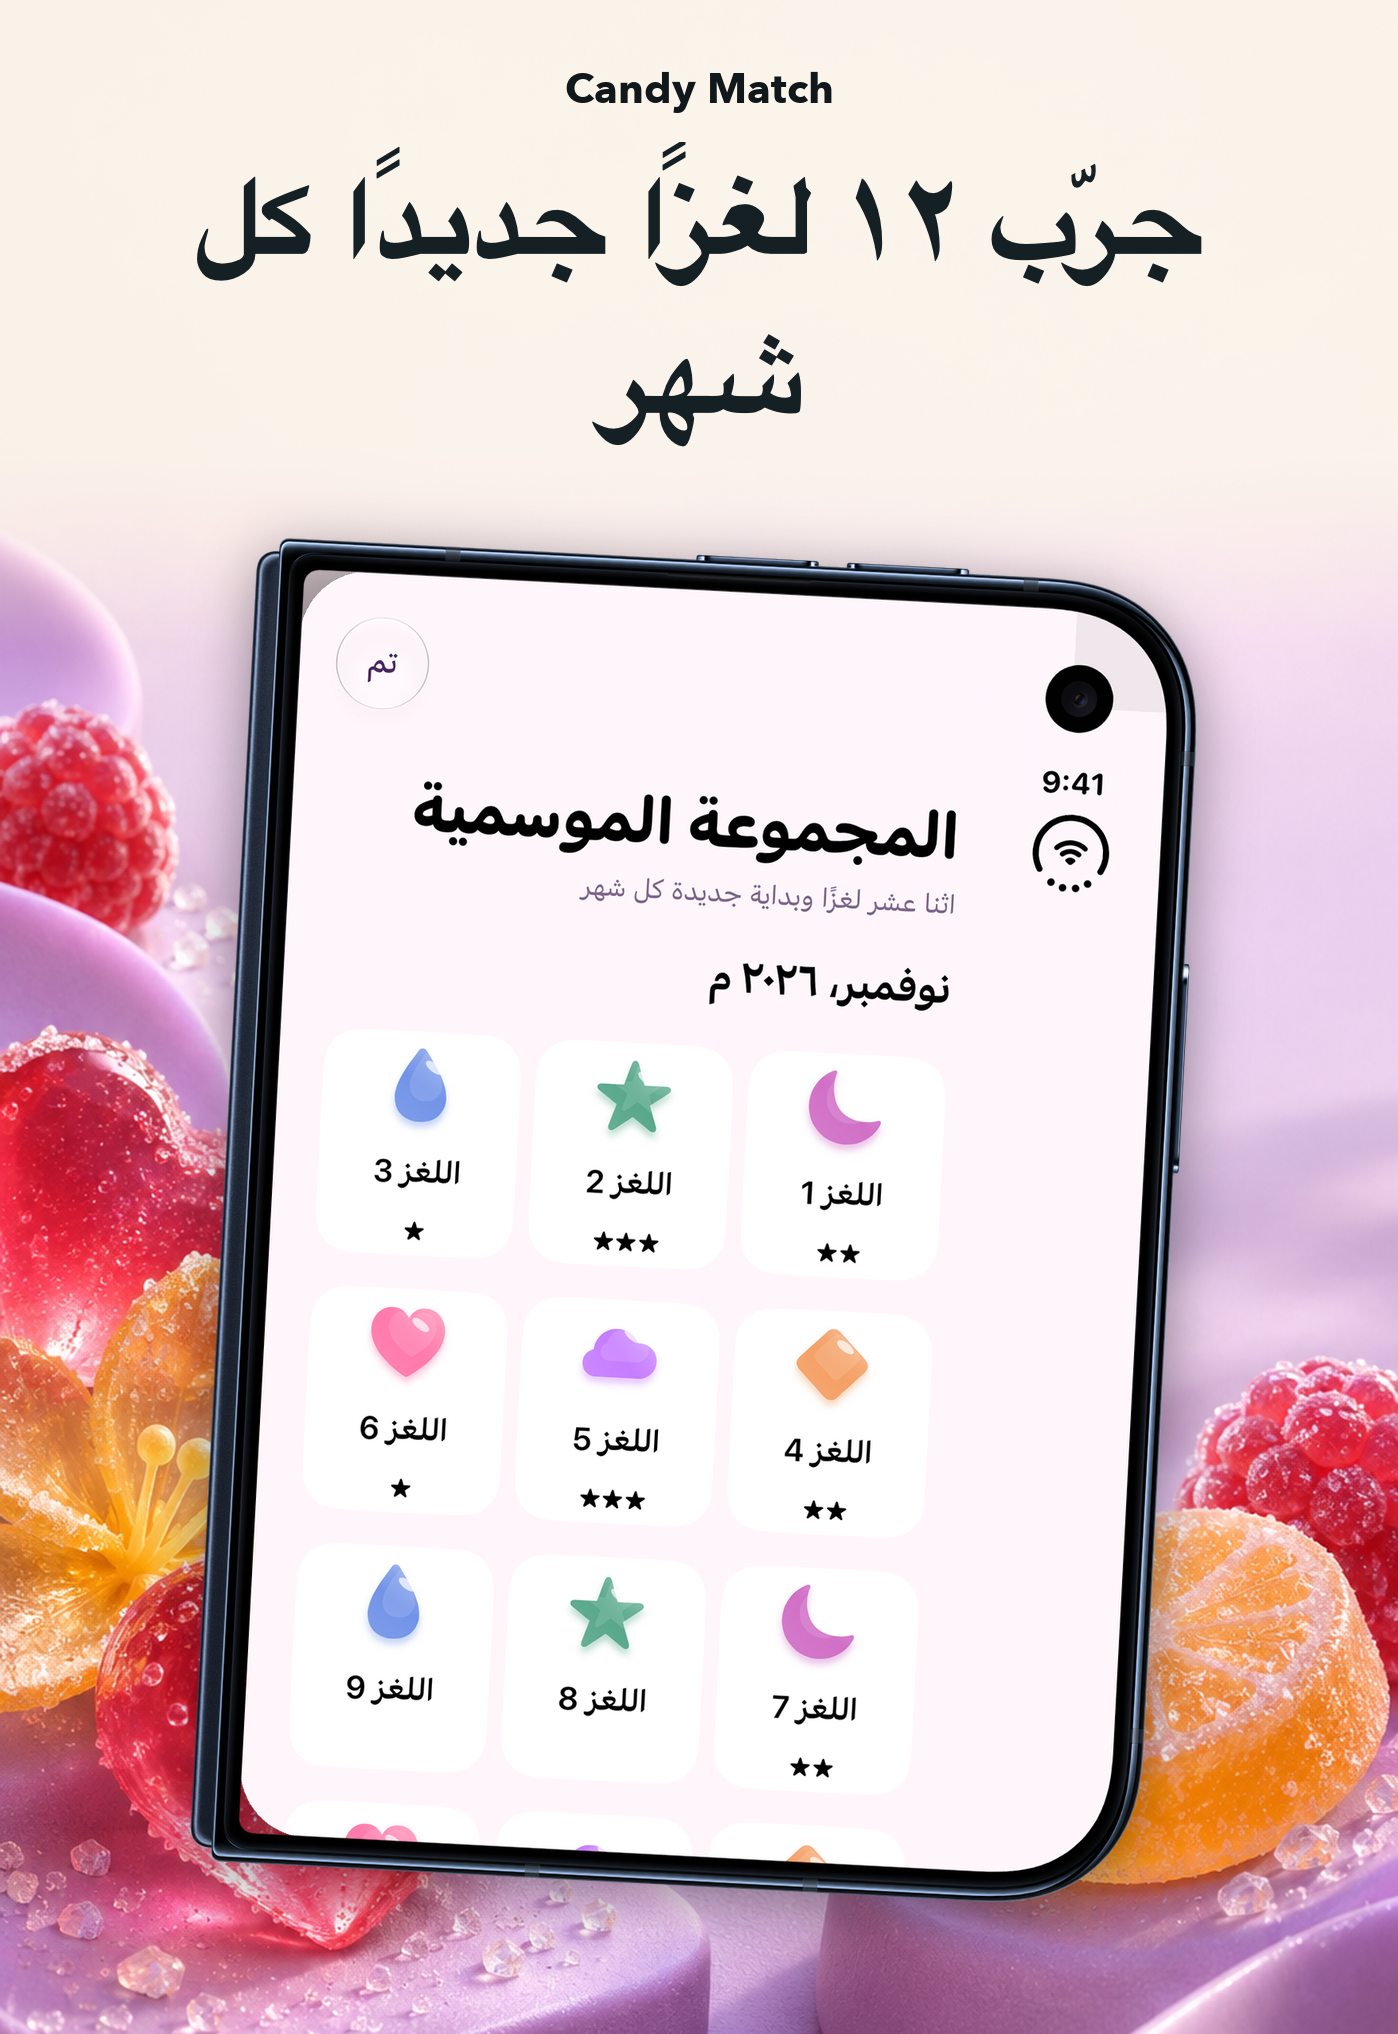 Candy Match
جرّب ١٢ لغزًا جديدًا كل
شهر
تم
9:41
المجموعة الموسمية
اثنا عشر لغزًا وبداية جديدة كل شهر
نوفمبر، ٢٠٢٦ م
اللغز 1
اللغز 2
اللغز 3
اللغز 4
اللغز 5
اللغز 6
اللغز 7
اللغز 8
اللغز 9